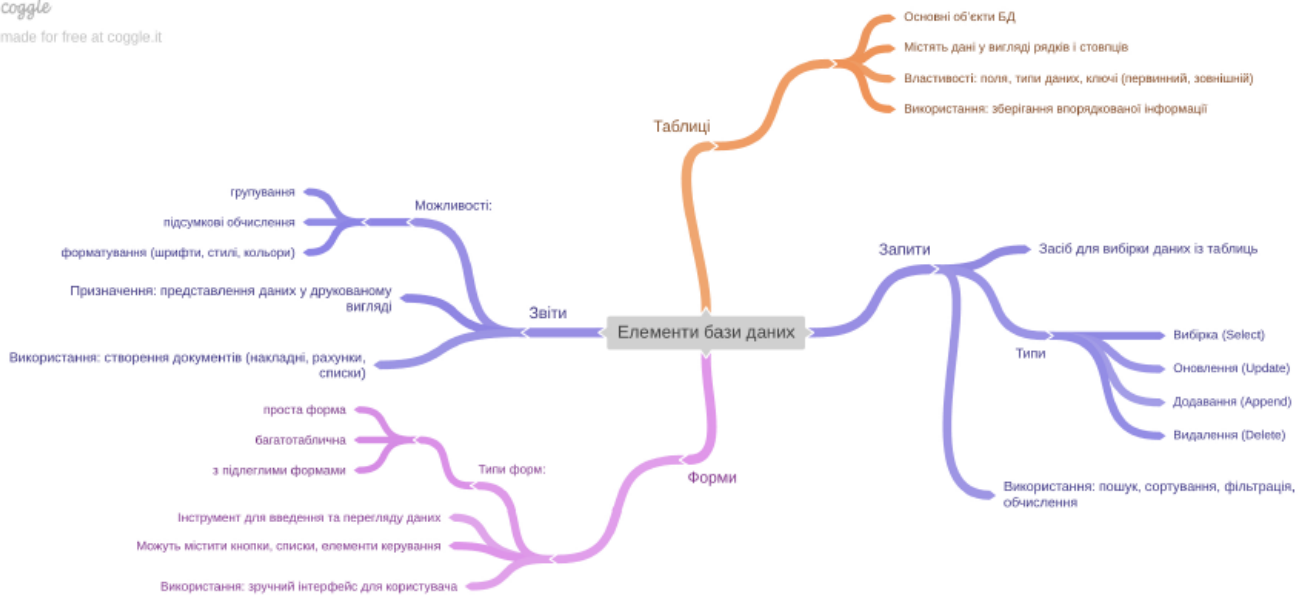 coggle
made for free at coggle.it
Основні об'єкти БД
Містять дані у вигляді рядків і стовпців
Властивості: поля, типи даних, ключі (первинний, зовнішній)
Використання: зберігання впорядкованої інформації
Таблиці
групування
підсумкові обчислення
форматування (шрифти, стилі, кольори)
Можливості:
Призначення: представлення даних у друкованому
вигляді
Використання: створення документів (накладні, рахунки,
списки)
Звіти
Елементи бази даних
Запити
Засіб для вибірки даних із таблиць
Типи
Вибірка (Select)
Оновлення (Update)
Додавання (Append)
Видалення (Delete)
Використання: пошук, сортування, фільтрація,
обчислення
проста форма
багатотаблична
з підлеглими формами
Типи форм:
Форми
Інструмент для введення та перегляду даних
Можуть містити кнопки, списки, елементи керування
Використання: зручний інтерфейс для користувача